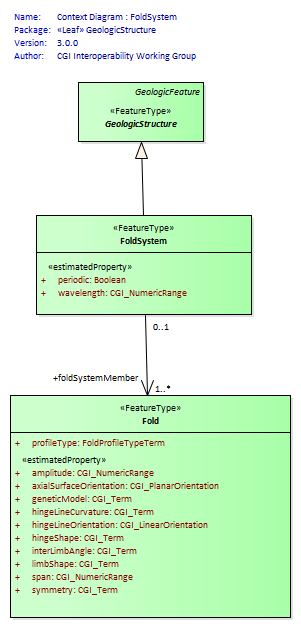 Name: Context Diagram : FoldSystem
Package: «Leaf» GeologicStructure
Version: 3.0.0
Author: CGI Interoperability Working Group
GeologicFeature
«FeatureType»
GeologicStructure
«FeatureType»
FoldSystem
«estimatedProperty»
+ periodic: Boolean
+ wavelength: CGI_NumericRange
0..1
+foldSystemMember
1..*
«FeatureType»
Fold
+ profileType: FoldProfileTypeTerm
«estimatedProperty»
+ amplitude: CGI_NumericRange
+ axialSurfaceOrientation: CGI_PlanarOrientation
+ geneticModel: CGI_Term
+ hingeLineCurvature: CGI_Term
+ hingeLineOrientation: CGI_LinearOrientation
+ hingeShape: CGI_Term
+ interLimbAngle: CGI_Term
+ limbShape: CGI_Term
+ span: CGI_NumericRange
+ symmetry: CGI_Term